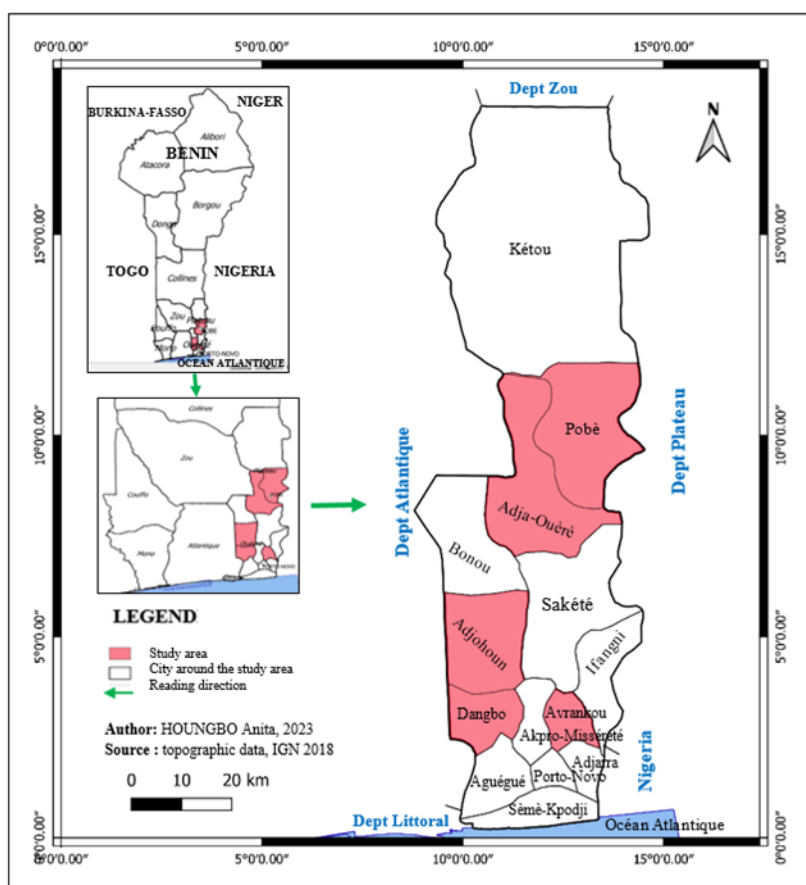 0°0'0.00″ 5°0'0.00″ 10°0'0.00″ 15°0'0.00″
Dept Zou
N
BURKINA-FASSO
NIGER
Alibori
BENIN
Atacora
Borgou
Donga
TOGO
NIGERIA
Collines
Zou
Plateau
Couffo
Mono
PORTO-NOVO
OCEAN ATLANTIQUE
15°0'0.00″
15°0'0.00″
Kétou
Collines
Zou
Couffo
Mono
Atlantique
PORTO-NOVO
10°0'0.00″
10°0'0.00″
Dept Atlantique
Dept Plateau
Pobè
Adja-Ouèrè
Bonou
Sakété
Adjohoun
Ifangni
5°0'0.00″
5°0'0.00″
LEGEND
Study area
City around the study area
Reading direction
Author: HOUNGBO Anita, 2023
Source : topographic data, IGN 2018
0 10 20 km
Dangbo
Avrankou
Akpro-Missérété
Adjarra
Aguégué
Porto-Novo
Sèmè-Kpodji
Nigeria
Dept Littoral
Océan Atlantique
0°0'0.00″
0°0'0.00″
0°0'0.00″ 5°0'0.00″ 10°0'0.00″ 15°0'0.00″